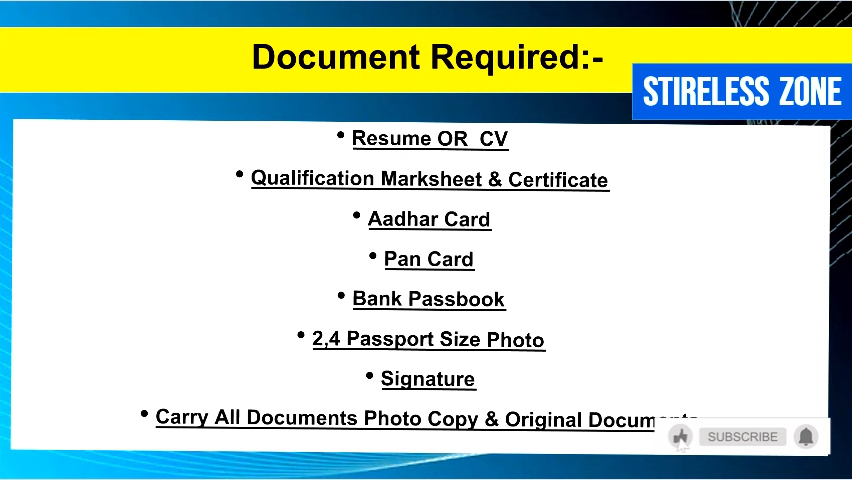 Document Required:-
STIRELESS ZONE
• Resume OR CV
• Qualification Marksheet & Certificate
• Aadhar Card
• Pan Card
• Bank Passbook
• 2,4 Passport Size Photo
• Signature
• Carry All Documents Photo Copy & Original Documents
SUBSCRIBE